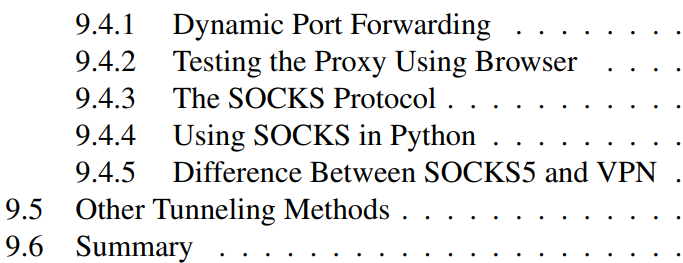 9.4.1 Dynamic Port Forwarding . . . . . . . .
9.4.2 Testing the Proxy Using Browser . . . .
9.4.3 The SOCKS Protocol . . . . . . . . . . .
9.4.4 Using SOCKS in Python . . . . . . . . .
9.4.5 Difference Between SOCKS5 and VPN .
9.5 Other Tunneling Methods . . . . . . . . . . . . .
9.6 Summary . . . . . . . . . . . . . . . . . . . . .